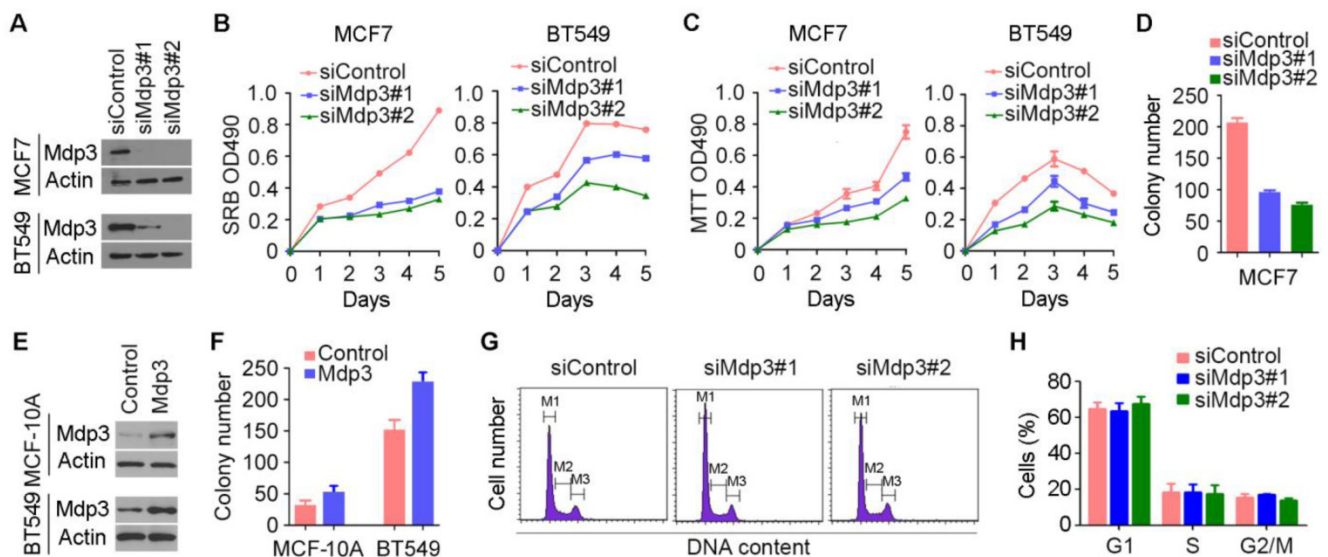 A
siControl
siMdp3#1
siMdp3#2
MCF7
Mdp3
Actin
BT549
Mdp3
Actin
B
MCF7
siControl
siMdp3#1
siMdp3#2
SRB OD490
1.0
0.8
0.6
0.4
0.2
0
0 1 2 3 4 5
Days
BT549
siControl
siMdp3#1
siMdp3#2
1.0
0.8
0.6
0.4
0.2
0
0 1 2 3 4 5
Days
C
MCF7
siControl
siMdp3#1
siMdp3#2
MTT OD490
1.0
0.8
0.6
0.4
0.2
0
0 1 2 3 4 5
Days
BT549
siControl
siMdp3#1
siMdp3#2
1.0
0.8
0.6
0.4
0.2
0
0 1 2 3 4 5
Days
D
siControl
siMdp3#1
siMdp3#2
Colony number
250
200
150
100
50
0
MCF7
E
Control
Mdp3
MCF-10A
Mdp3
Actin
BT549
Mdp3
Actin
F
Control
Mdp3
Colony number
250
200
150
100
50
0
MCF-10A BT549
G
siControl siMdp3#1 siMdp3#2
Cell number
M1 M2 M3
M1 M2 M3
M1 M2 M3
DNA content
H
siControl
siMdp3#1
siMdp3#2
Cells (%)
80
60
40
20
0
G1 S G2/M